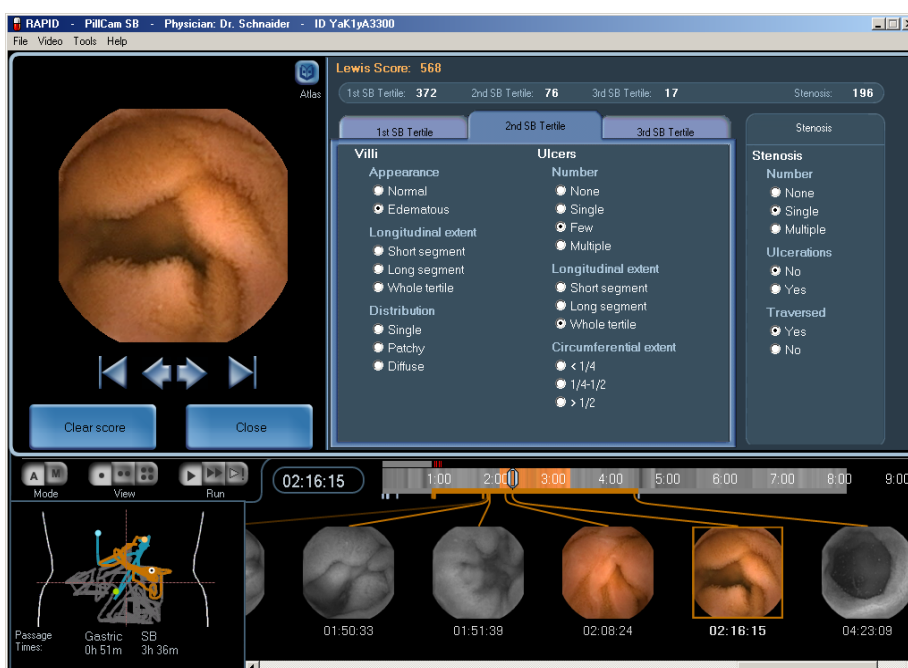 RAPID - PillCam SB - Physician: Dr. Schnaider - ID YaK1yA3300
File Video Tools Help
Atlas
Lewis Score: 568
1st SB Tertile: 372 2nd SB Tertile: 76 3rd SB Tertile: 17 Stenosis: 196
1st SB Tertile 2nd SB Tertile 3rd SB Tertile Stenosis
Villi
Appearance
Normal
Edematous
Longitudinal extent
Short segment
Long segment
Whole tertile
Distribution
Single
Patchy
Diffuse
Ulcers
Number
None
Single
Few
Multiple
Longitudinal extent
Short segment
Long segment
Whole tertile
Circumferential extent
< 1/4
1/4-1/2
> 1/2
Stenosis
Number
None
Single
Multiple
Ulcerations
No
Yes
Traversed
Yes
No
Clear score Close
A M
Mode View Run
02:16:15
1:00 2:00 3:00 4:00 5:00 6:00 7:00 8:00 9:00
01:50:33 01:51:39 02:08:24 02:16:15 04:23:09
Passage Times:
Gastric 0h 51m
SB 3h 36m